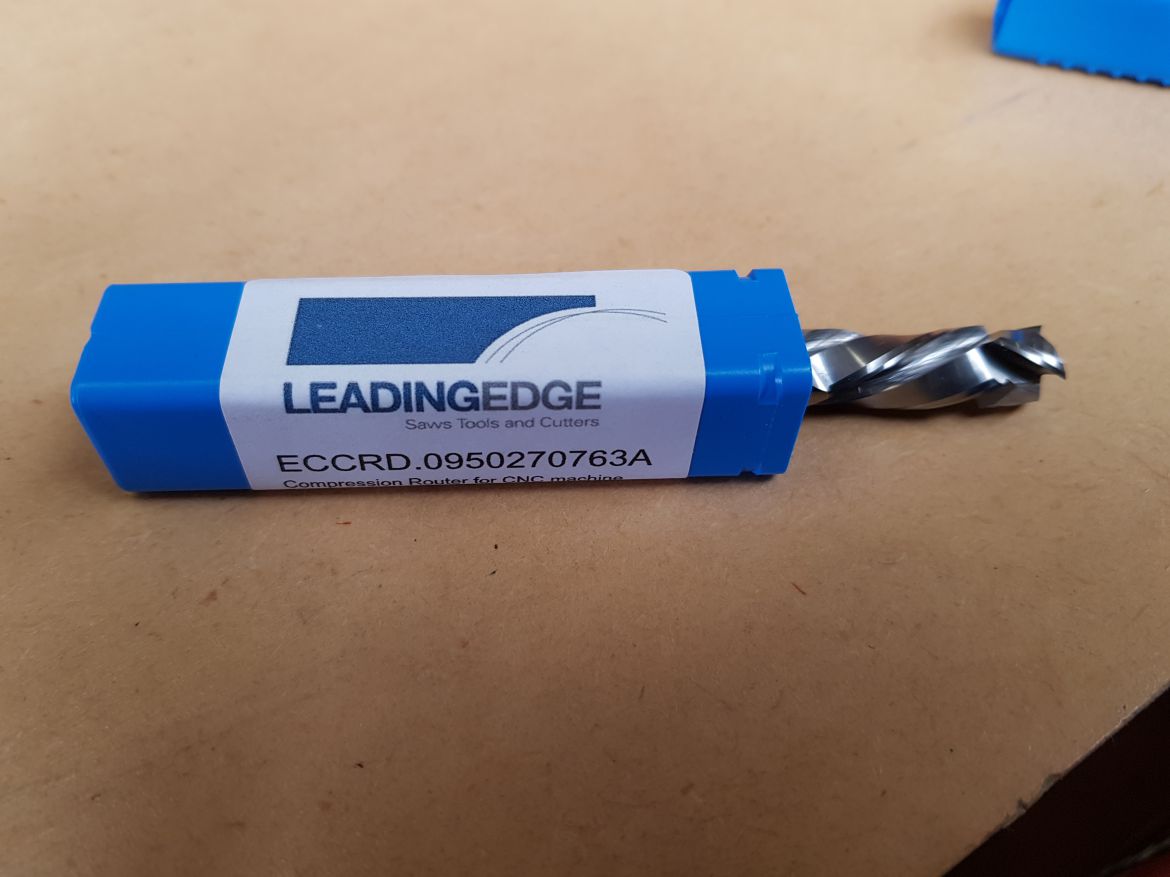 LEADINGEDGE
Saws Tools and Cutters
ECCRD.0950270763A
Compression Router for CNC machine